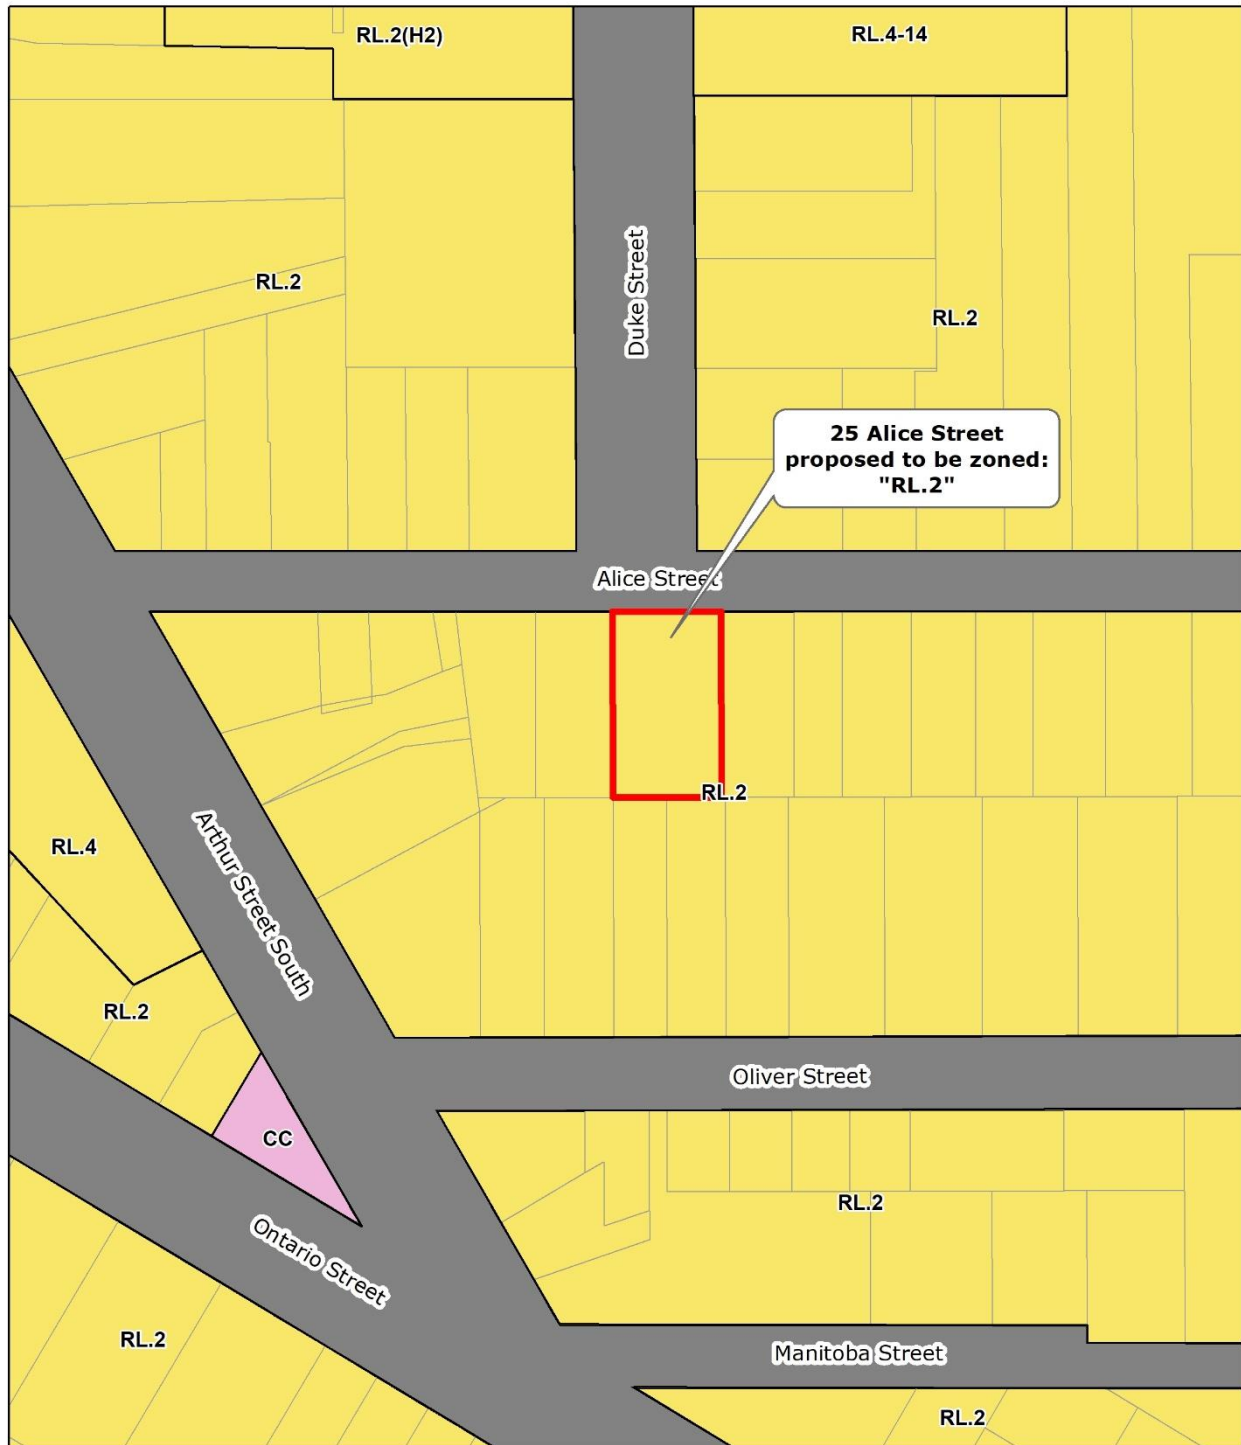 RL.2(H2)
RL.4-14
RL.2
Duke Street
RL.2
25 Alice Street
proposed to be zoned:
"RL.2"
Alice Street
RL.2
RL.4
Arthur Street South
RL.2
Oliver Street
CC
RL.2
Ontario Street
RL.2
Manitoba Street
RL.2